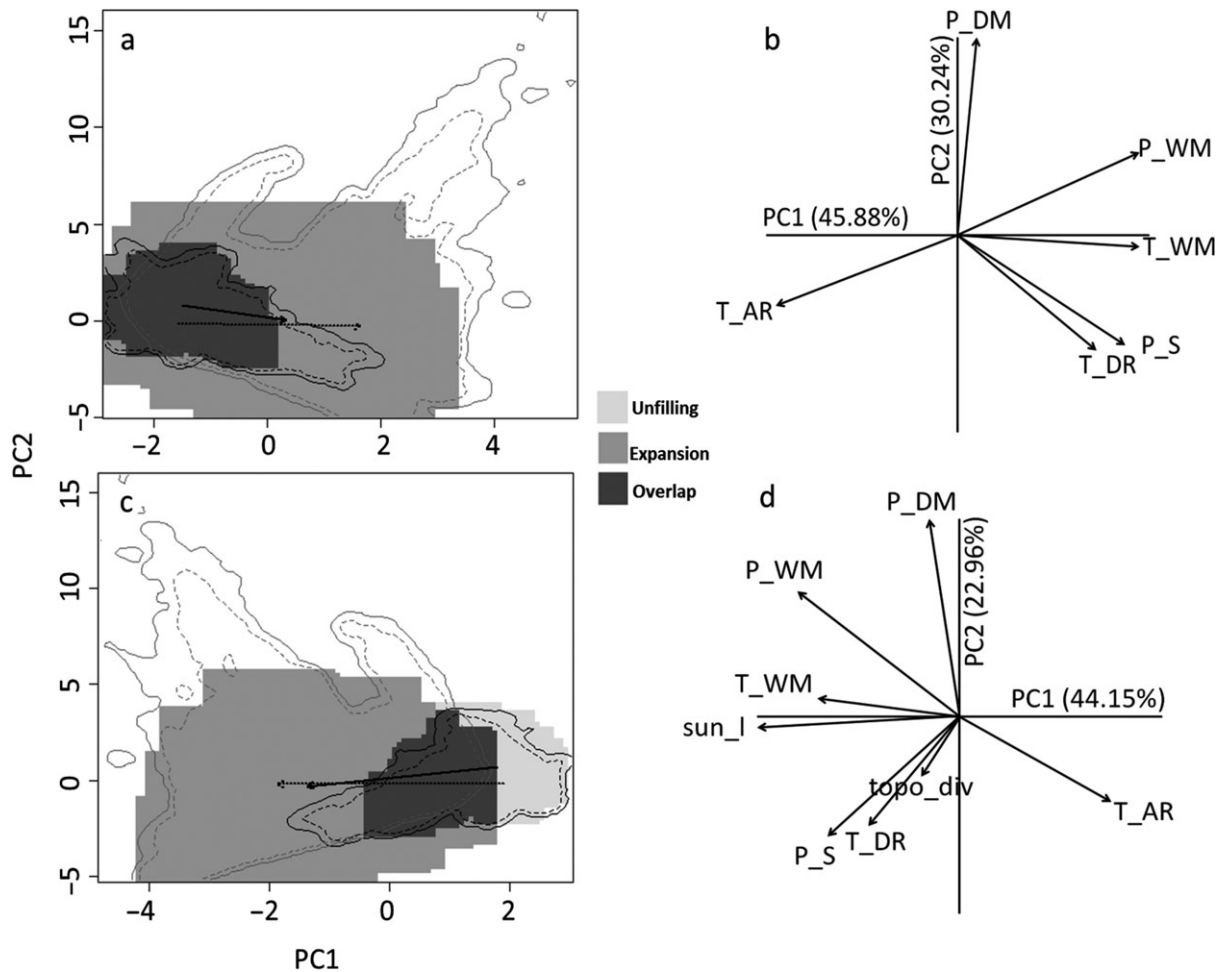 a
15
10
5
0
−5
−2
0
2
4
b
P_DM
PC2 (30.24%)
P_WM
PC1 (45.88%)
T_WM
T_AR
P_S
T_DR
PC2
Unfilling
Expansion
Overlap
c
15
10
5
0
−5
−4
−2
0
2
PC1
d
P_DM
PC2 (22.96%)
P_WM
T_WM
PC1 (44.15%)
sun_l
topo_div
T_AR
T_DR
P_S